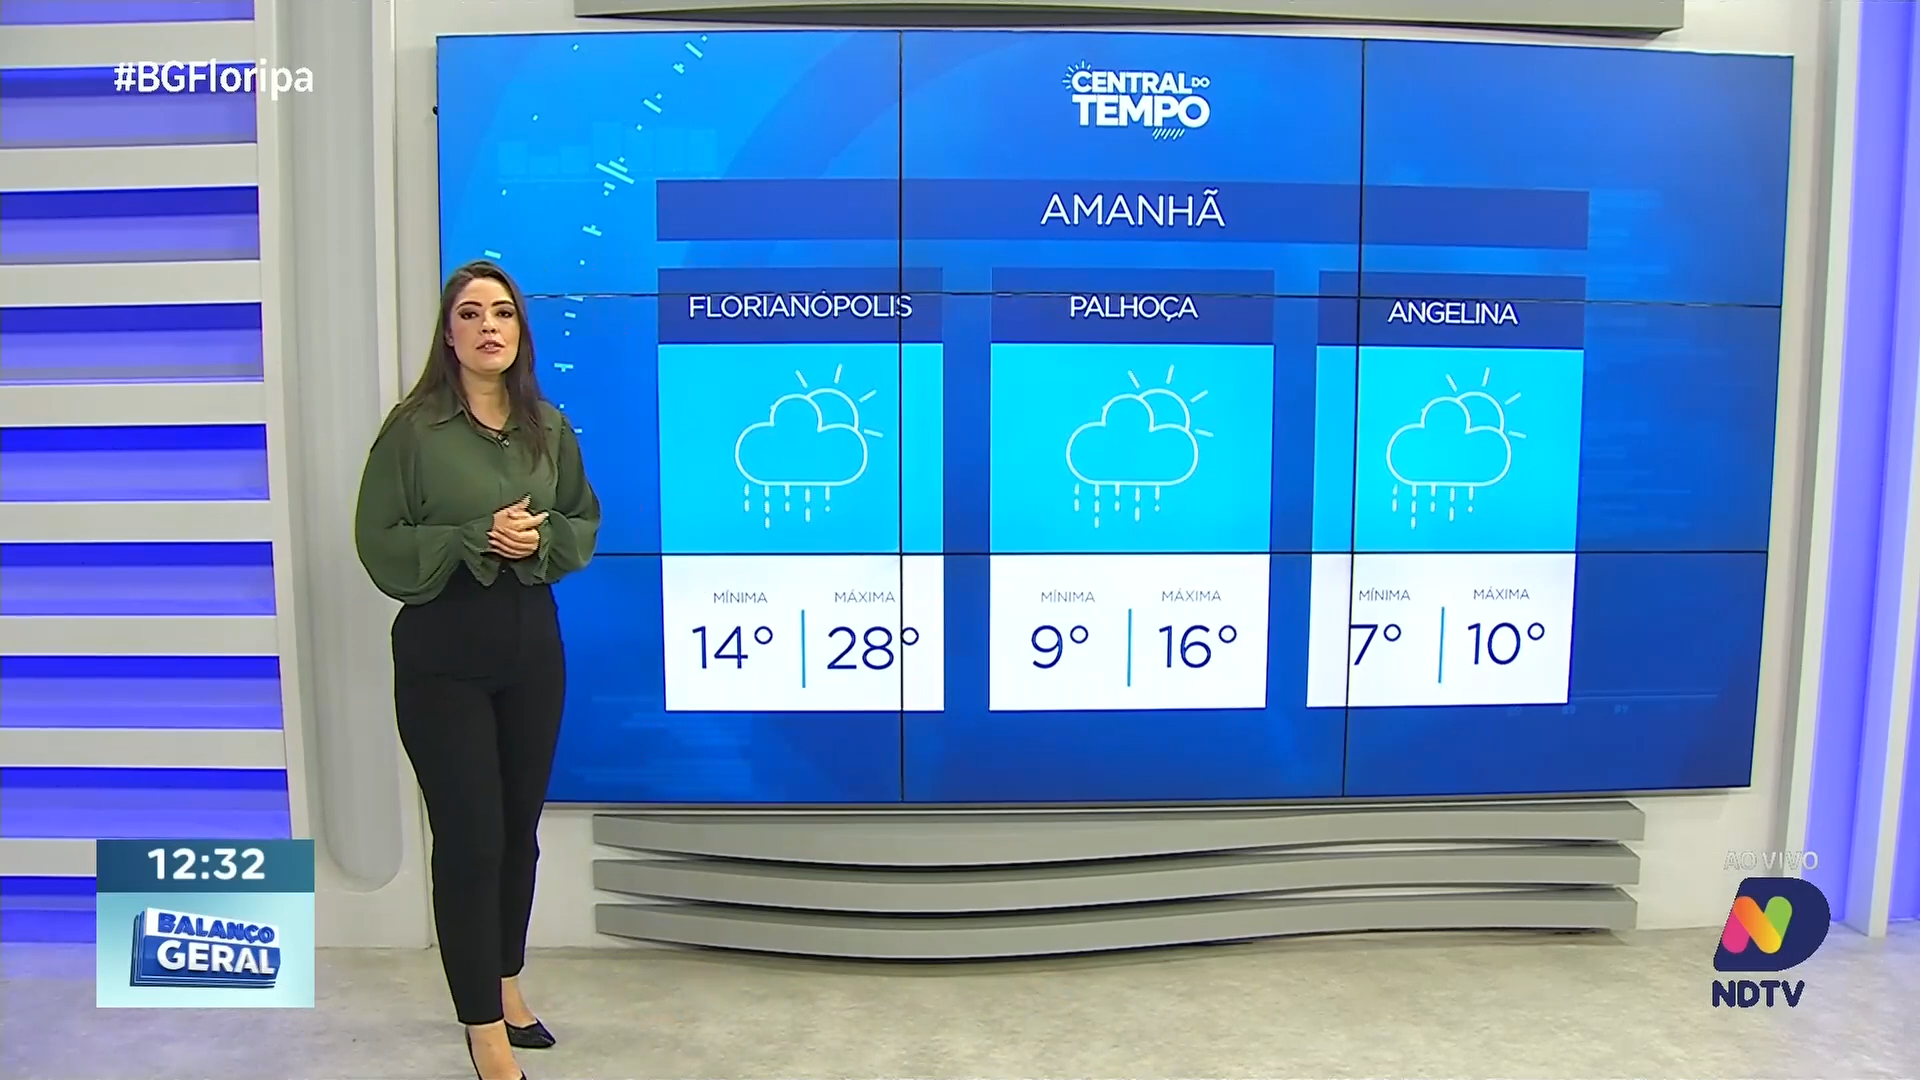 #BGFloripa
CENTRAL DO
TEMPO
AMANHÃ
FLORIANÓPOLIS
PALHOÇA
ANGELINA
MÍNIMA
MÁXIMA
14°
28°
MÍNIMA
MÁXIMA
9°
16°
MÍNIMA
MÁXIMA
7°
10°
12:32
BALANÇO
GERAL
AO VIVO
NDTV